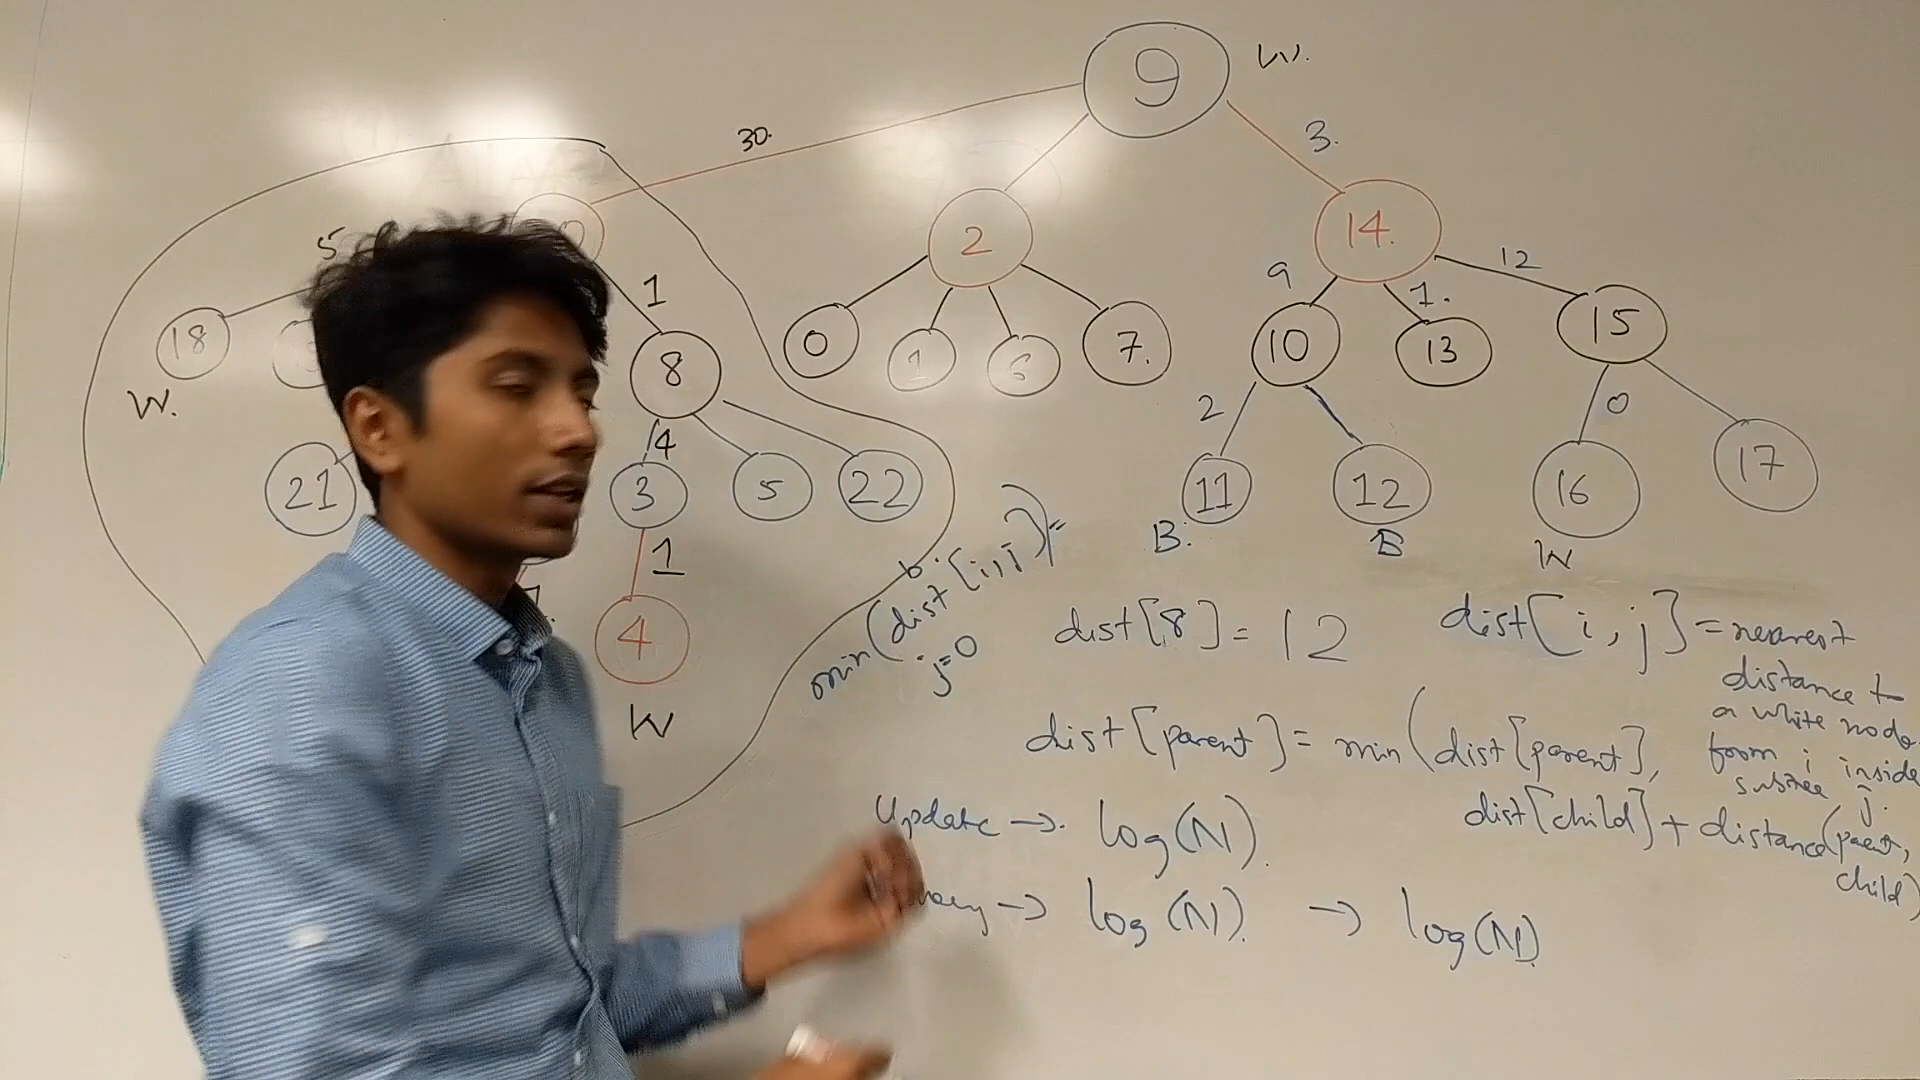 9 W.
30.
3.
2
14.
5
1
9
1.
12
18
8
0
1
6
7.
10
13
15
W.
4
2
0
21
3
5
22
11
12
16
17
B.
B
W
1
4
W
min(dist[i,j])=
j=0
dist[8] = 12
dist[i,j] = nearest
distance to
a white node
from i inside
subtree j.
dist[parent] = min(dist[parent],
dist[child] + distance(parent,
child)
Update → log(N).
→ log(N). → log(N)